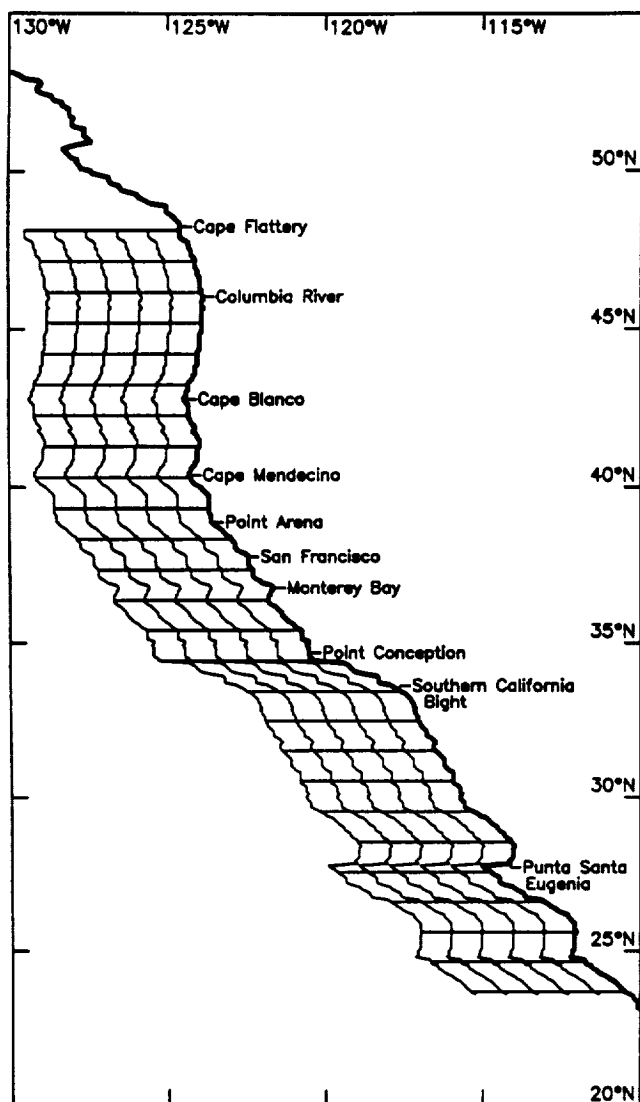 130°W 125°W 120°W 115°W
50°N
Cape Flattery
Columbia River
45°N
Cape Blanco
Cape Mendecino
40°N
Point Arena
San Francisco
Monterey Bay
35°N
Point Conception
Southern California
Bight
30°N
Punta Santa
Eugenia
25°N
20°N